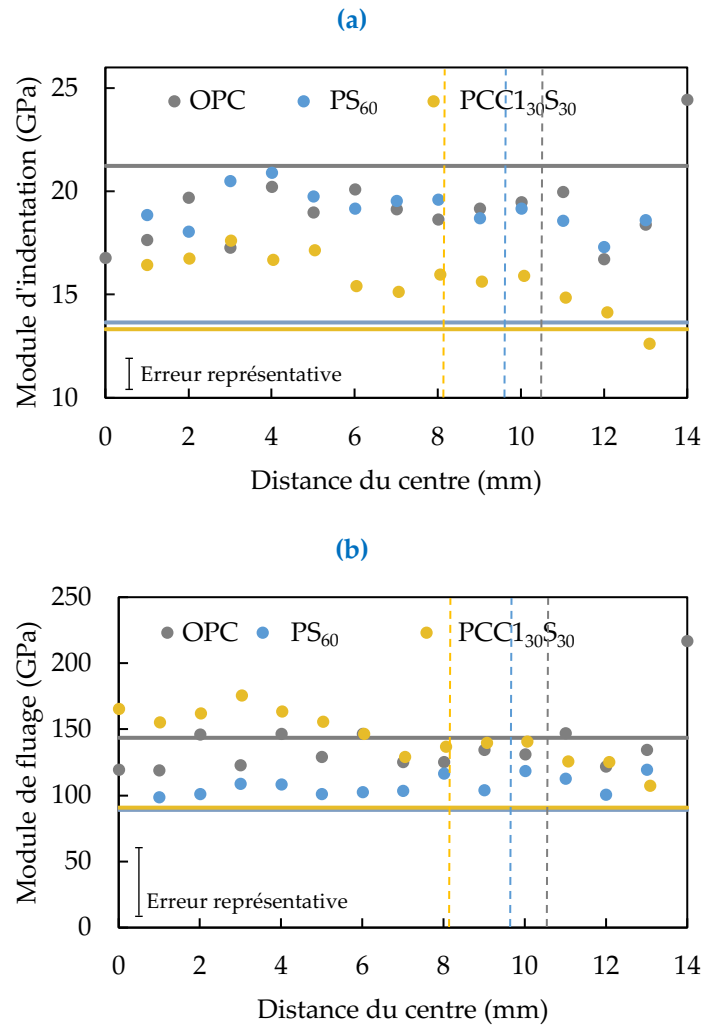 (a)
Module d'indentation (GPa)
25
20
15
10
OPC PS60 PCC130S30
Erreur représentative
0 2 4 6 8 10 12 14
Distance du centre (mm)
(b)
Module de fluage (GPa)
250
200
150
100
50
0
OPC PS60 PCC130S30
Erreur représentative
0 2 4 6 8 10 12 14
Distance du centre (mm)